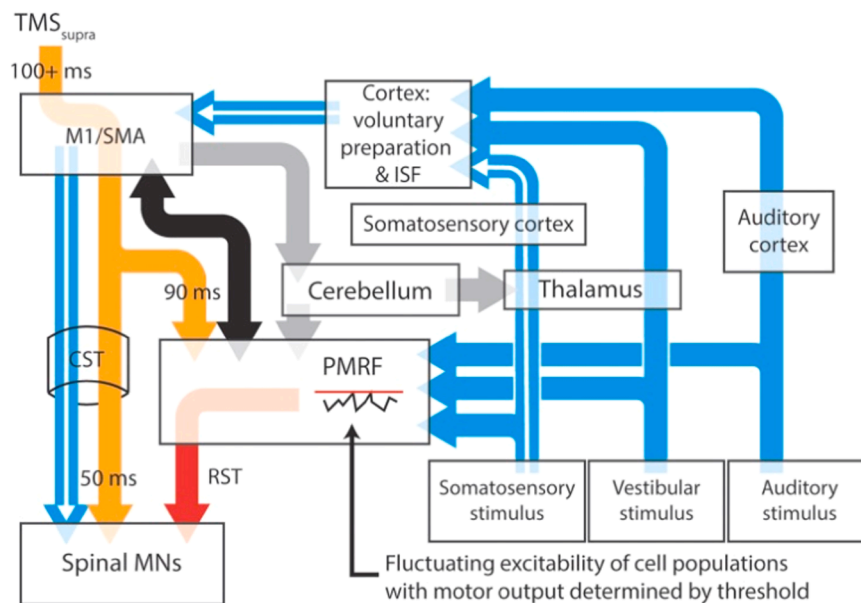 TMS supra
100+ ms
M1/SMA
Cortex:
voluntary
preparation
& ISF
Somatosensory cortex
Auditory
cortex
90 ms
Cerebellum
Thalamus
CST
PMRF
50 ms
RST
Somatosensory
stimulus
Vestibular
stimulus
Auditory
stimulus
Spinal MNs
Fluctuating excitability of cell populations
with motor output determined by threshold